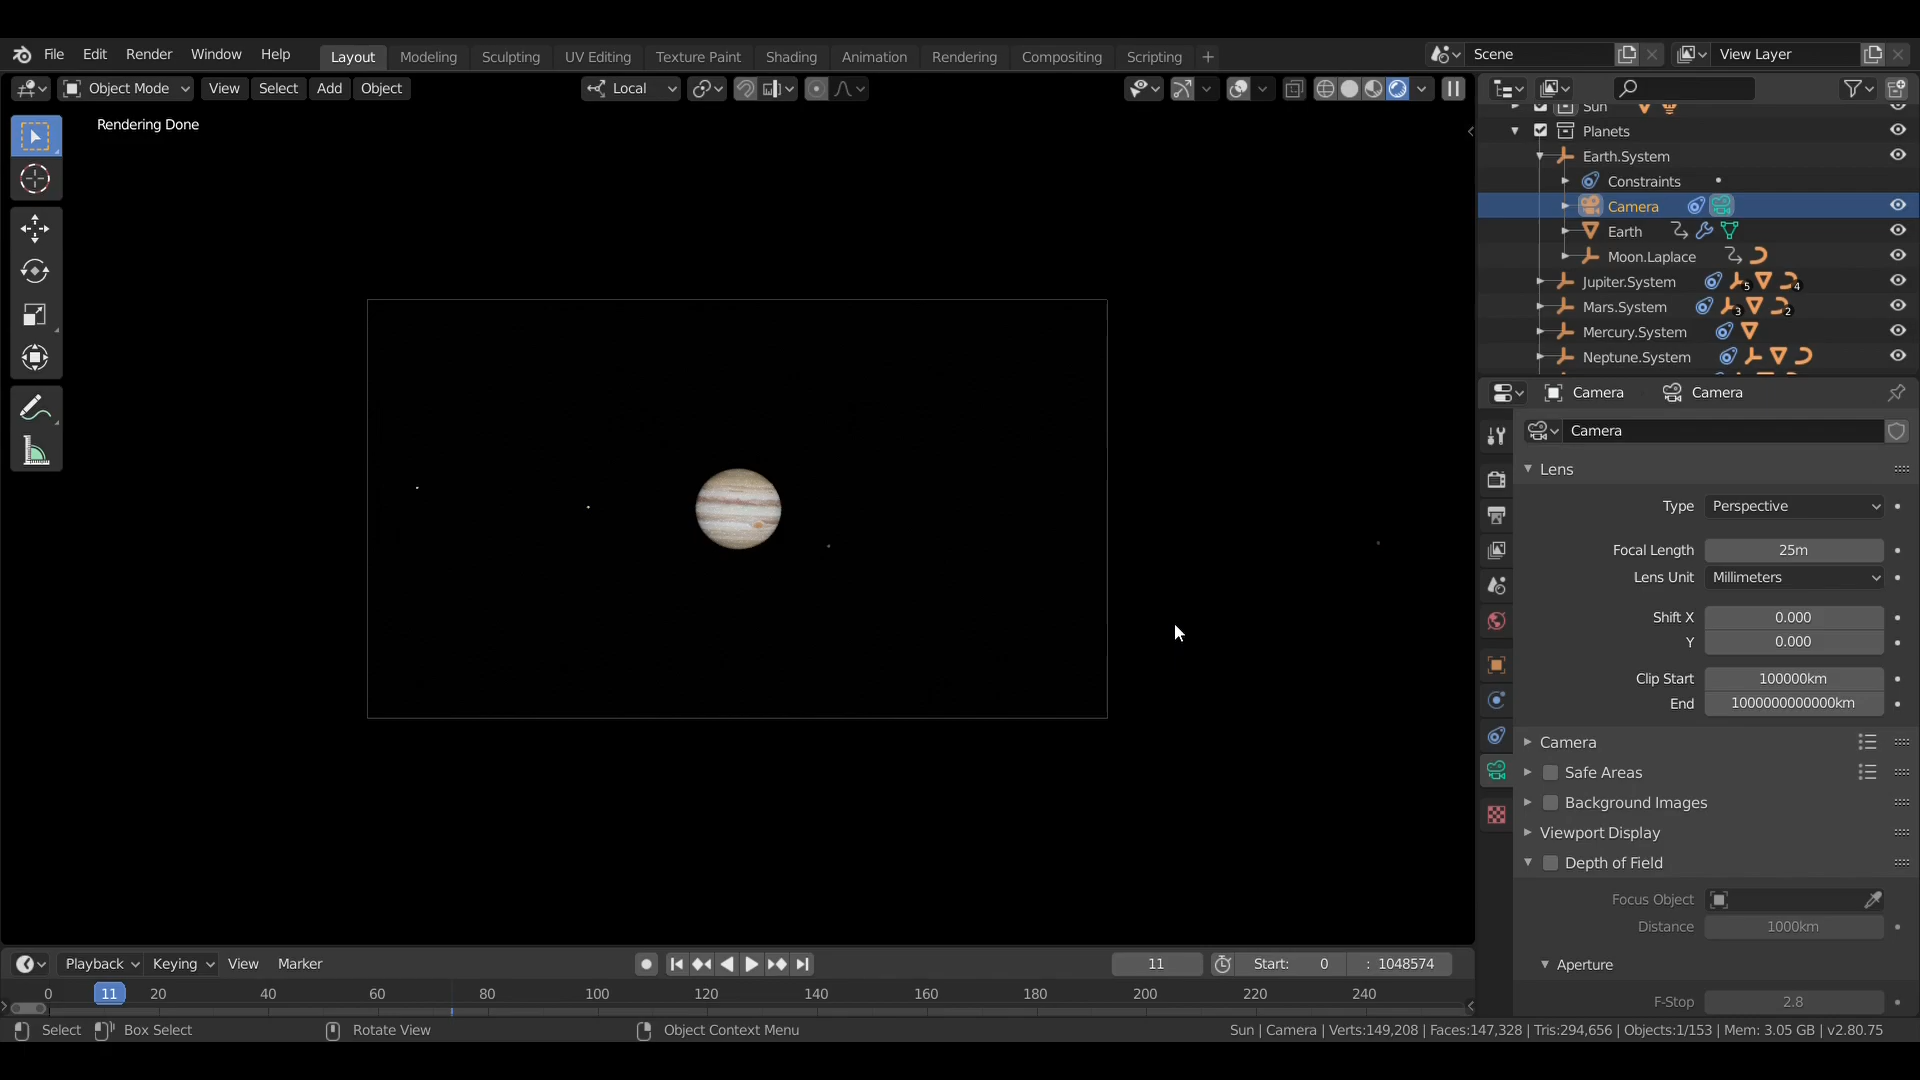 File Edit Render Window Help Layout Modeling Sculpting UV Editing Texture Paint Shading Animation Rendering Compositing Scripting + Scene View Layer
Object Mode View Select Add Object Local
Rendering Done
Sun
Planets
Earth.System
Constraints
Camera
Earth
Moon.Laplace
Jupiter.System 5 4
Mars.System 3 2
Mercury.System
Neptune.System
Camera Camera
Camera
Lens
Type Perspective
Focal Length 25m
Lens Unit Millimeters
Shift X 0.000
Y 0.000
Clip Start 100000km
End 1000000000000km
Camera
Safe Areas
Background Images
Viewport Display
Depth of Field
Focus Object
Distance 1000km
Aperture
F-Stop 2.8
Playback Keying View Marker 11 Start: 0 : 1048574
0 11 20 40 60 80 100 120 140 160 180 200 220 240
Select Box Select Rotate View Object Context Menu Sun | Camera | Verts:149,208 | Faces:147,328 | Tris:294,656 | Objects:1/153 | Mem: 3.05 GB | v2.80.75